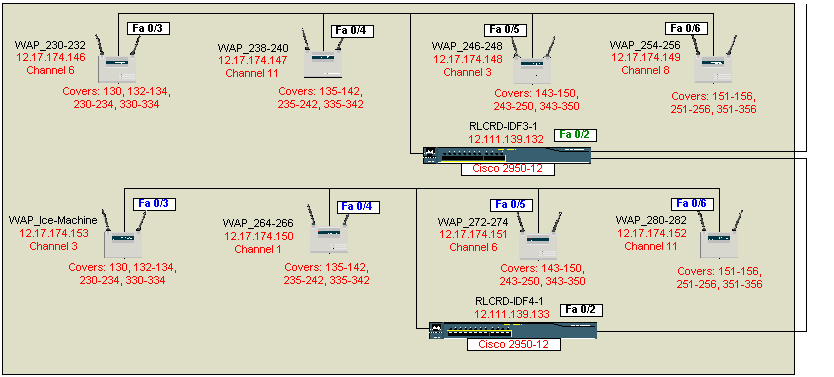 Fa 0/3
WAP_230-232
12.17.174.146
Channel 6
Covers: 130, 132-134,
230-234, 330-334
Fa 0/4
WAP_238-240
12.17.174.147
Channel 11
Covers: 135-142,
235-242, 335-342
Fa 0/5
WAP_246-248
12.17.174.148
Channel 3
Covers: 143-150,
243-250, 343-350
Fa 0/6
WAP_254-256
12.17.174.149
Channel 8
Covers: 151-156,
251-256, 351-356
RLCRD-IDF3-1
12.111.139.132
Fa 0/2
Cisco 2950-12
Fa 0/3
WAP_Ice-Machine
12.17.174.153
Channel 3
Covers: 130, 132-134,
230-234, 330-334
Fa 0/4
WAP_264-266
12.17.174.150
Channel 1
Covers: 135-142,
235-242, 335-342
Fa 0/5
WAP_272-274
12.17.174.151
Channel 6
Covers: 143-150,
243-250, 343-350
Fa 0/6
WAP_280-282
12.17.174.152
Channel 11
Covers: 151-156,
251-256, 351-356
RLCRD-IDF4-1
12.111.139.133
Fa 0/2
Cisco 2950-12